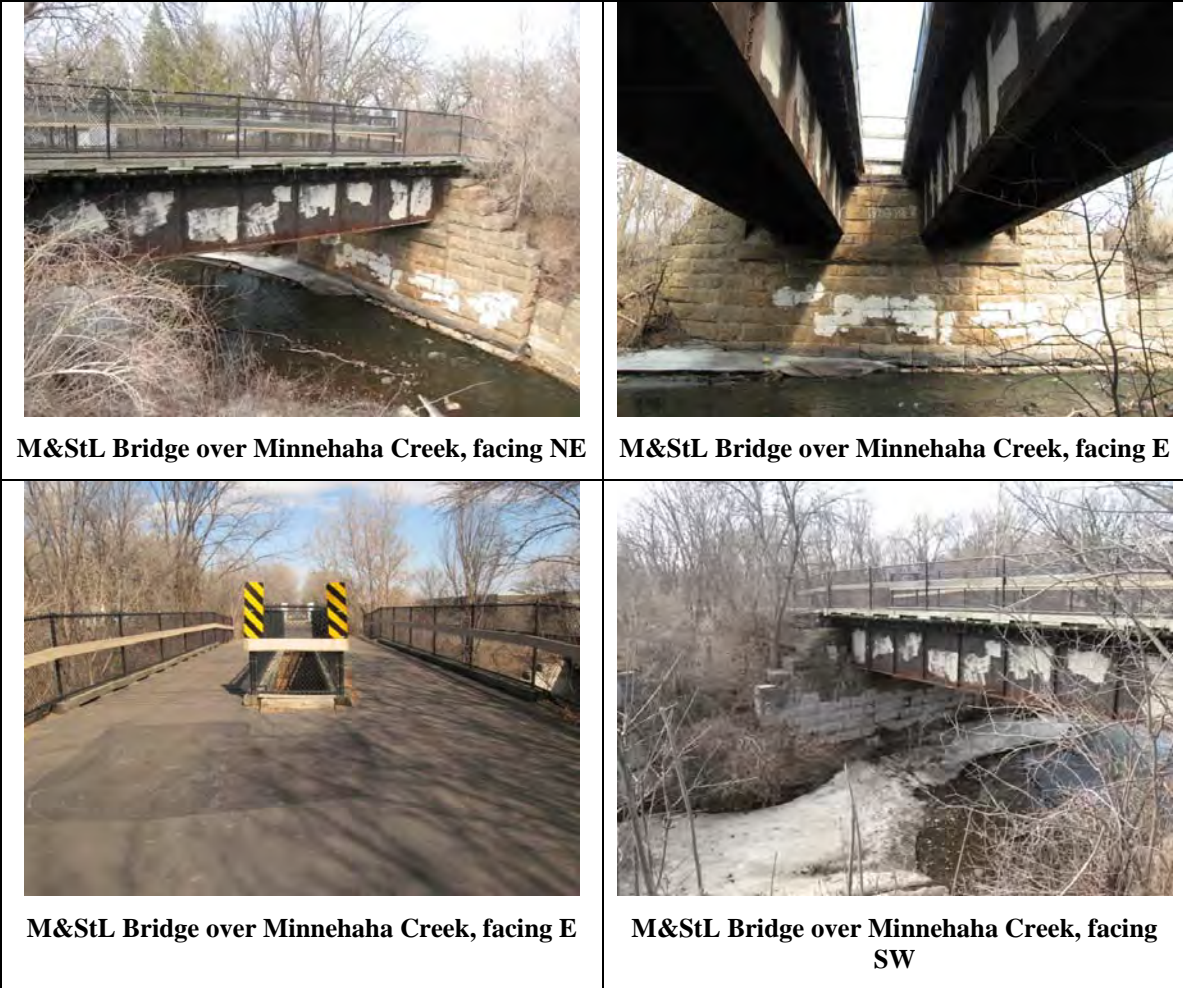 M&StL Bridge over Minnehaha Creek, facing NE
M&StL Bridge over Minnehaha Creek, facing E
M&StL Bridge over Minnehaha Creek, facing E
M&StL Bridge over Minnehaha Creek, facing
SW